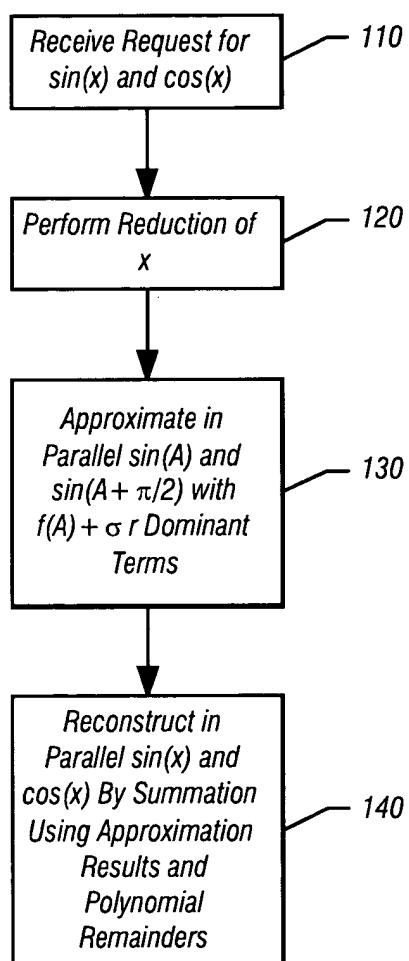 Receive Request for
sin(x) and cos(x)
110
Perform Reduction of
x
120
Approximate in
Parallel sin(A) and
sin(A + π/2) with
f(A) + σ r Dominant
Terms
130
Reconstruct in
Parallel sin(x) and
cos(x) By Summation
Using Approximation
Results and
Polynomial
Remainders
140